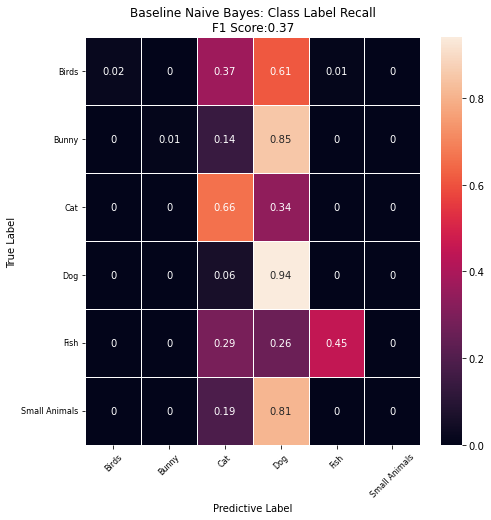 Baseline Naive Bayes: Class Label Recall
F1 Score:0.37
True Label
Birds 0.02 0 0.37 0.61 0.01 0
Bunny 0 0.01 0.14 0.85 0 0
Cat 0 0 0.66 0.34 0 0
Dog 0 0 0.06 0.94 0 0
Fish 0 0 0.29 0.26 0.45 0
Small Animals 0 0 0.19 0.81 0 0
Birds Bunny Cat Dog Fish Small Animals
Predictive Label
0.8
0.6
0.4
0.2
0.0